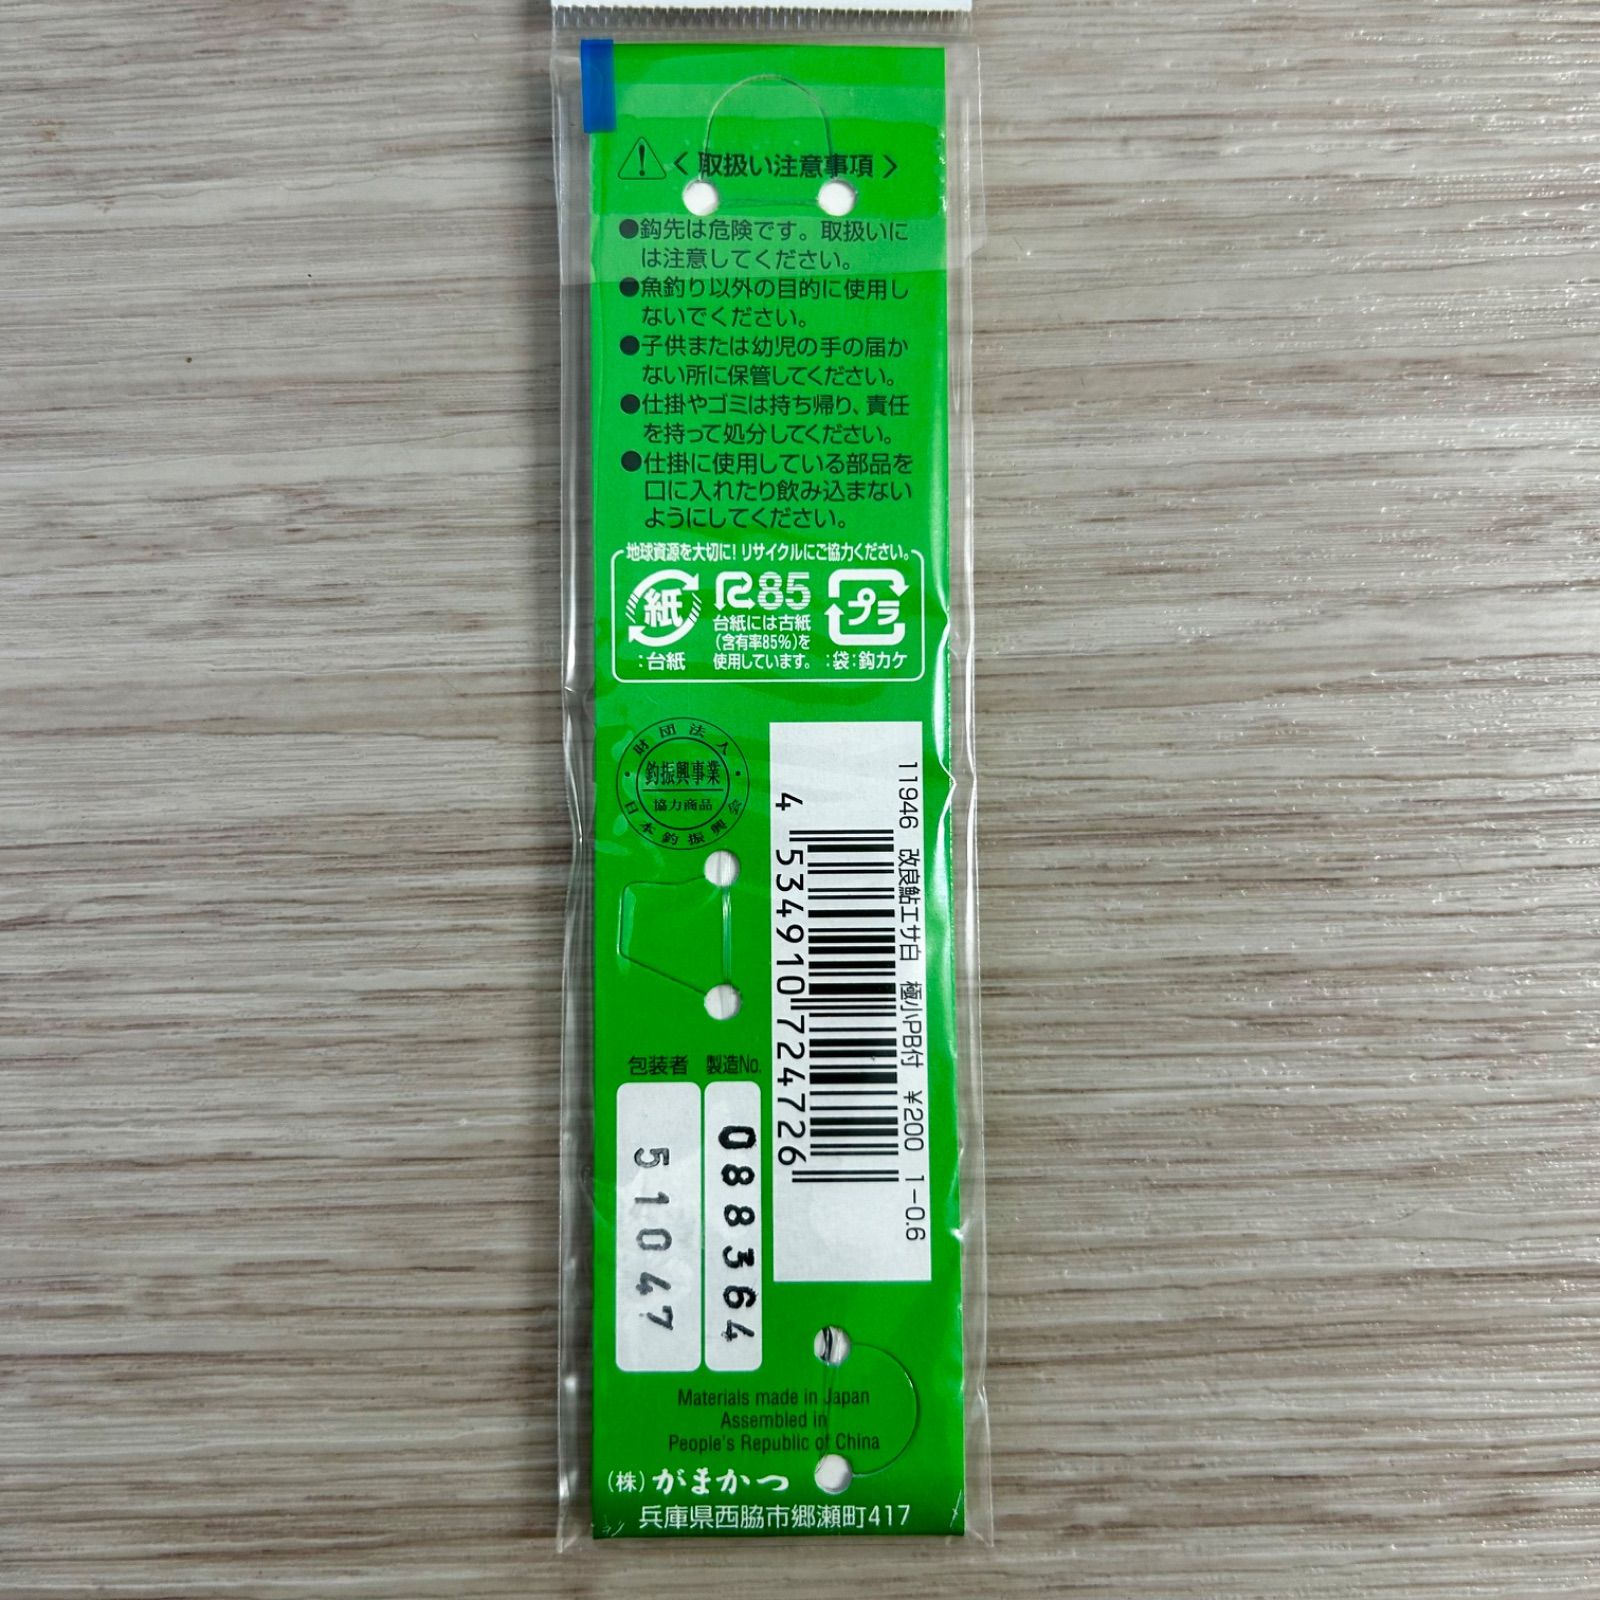 〈取扱い注意事項〉
●鈎先は危険です。取扱いに
は注意してください。
●魚釣り以外の目的に使用し
ないでください。
●子供または幼児の手の届か
ない所に保管してください。
●仕掛やゴミは持ち帰り、責任
を持って処分してください。
●仕掛に使用している部品を
口に入れたり飲み込まない
ようにしてください。
地球資源を大切に!リサイクルにご協力ください。
紙
:台紙
R85
台紙には古紙
(含有率85%)を
使用しています。
プラ
:袋:鈎カケ
財団法人
釣振興事業
協力商品
日本釣振興会
11946 改良鮎エサ白 極小PB付 ¥200 1-0.6
4 534910 724726
包装者
51047
製造No.
088364
Materials made in Japan
Assembled in
People's Republic of China
(株)がまかつ
兵庫県西脇市郷瀬町417